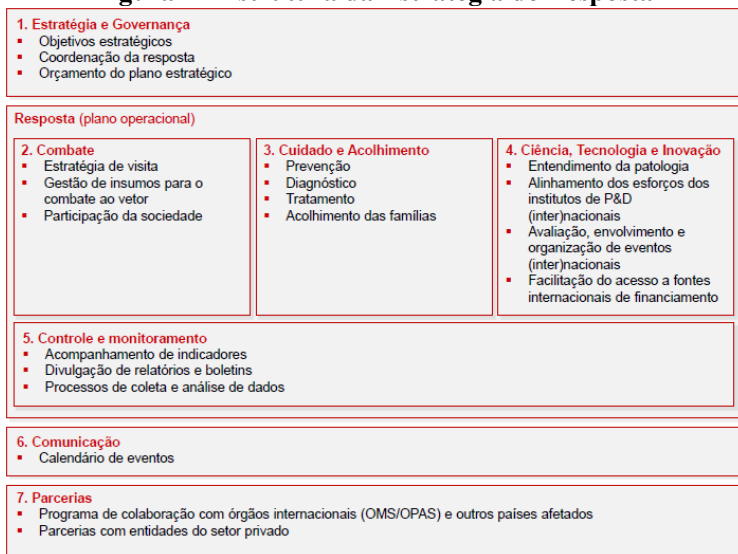 1. Estratégia e Governança
▪ Objetivos estratégicos
▪ Coordenação da resposta
▪ Orçamento do plano estratégico
Resposta (plano operacional)
2. Combate
▪ Estratégia de visita
▪ Gestão de insumos para o
combate ao vetor
▪ Participação da sociedade
3. Cuidado e Acolhimento
▪ Prevenção
▪ Diagnóstico
▪ Tratamento
▪ Acolhimento das famílias
4. Ciência, Tecnologia e Inovação
▪ Entendimento da patologia
▪ Alinhamento dos esforços dos
institutos de P&D
(inter)nacionais
▪ Avaliação, envolvimento e
organização de eventos
(inter)nacionais
▪ Facilitação do acesso a fontes
internacionais de financiamento
5. Controle e monitoramento
▪ Acompanhamento de indicadores
▪ Divulgação de relatórios e boletins
▪ Processos de coleta e análise de dados
6. Comunicação
▪ Calendário de eventos
7. Parcerias
▪ Programa de colaboração com órgãos internacionais (OMS/OPAS) e outros países afetados
▪ Parcerias com entidades do setor privado